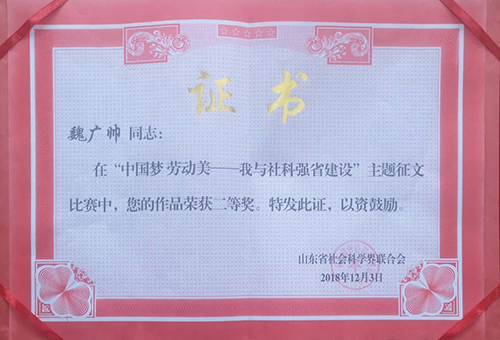 证书
魏广帅 同志：
在“中国梦 劳动美——我与社科强省建设”主题征文
比赛中，您的作品荣获二等奖。特发此证，以资鼓励。
山东省社会科学界联合会
2018年12月3日